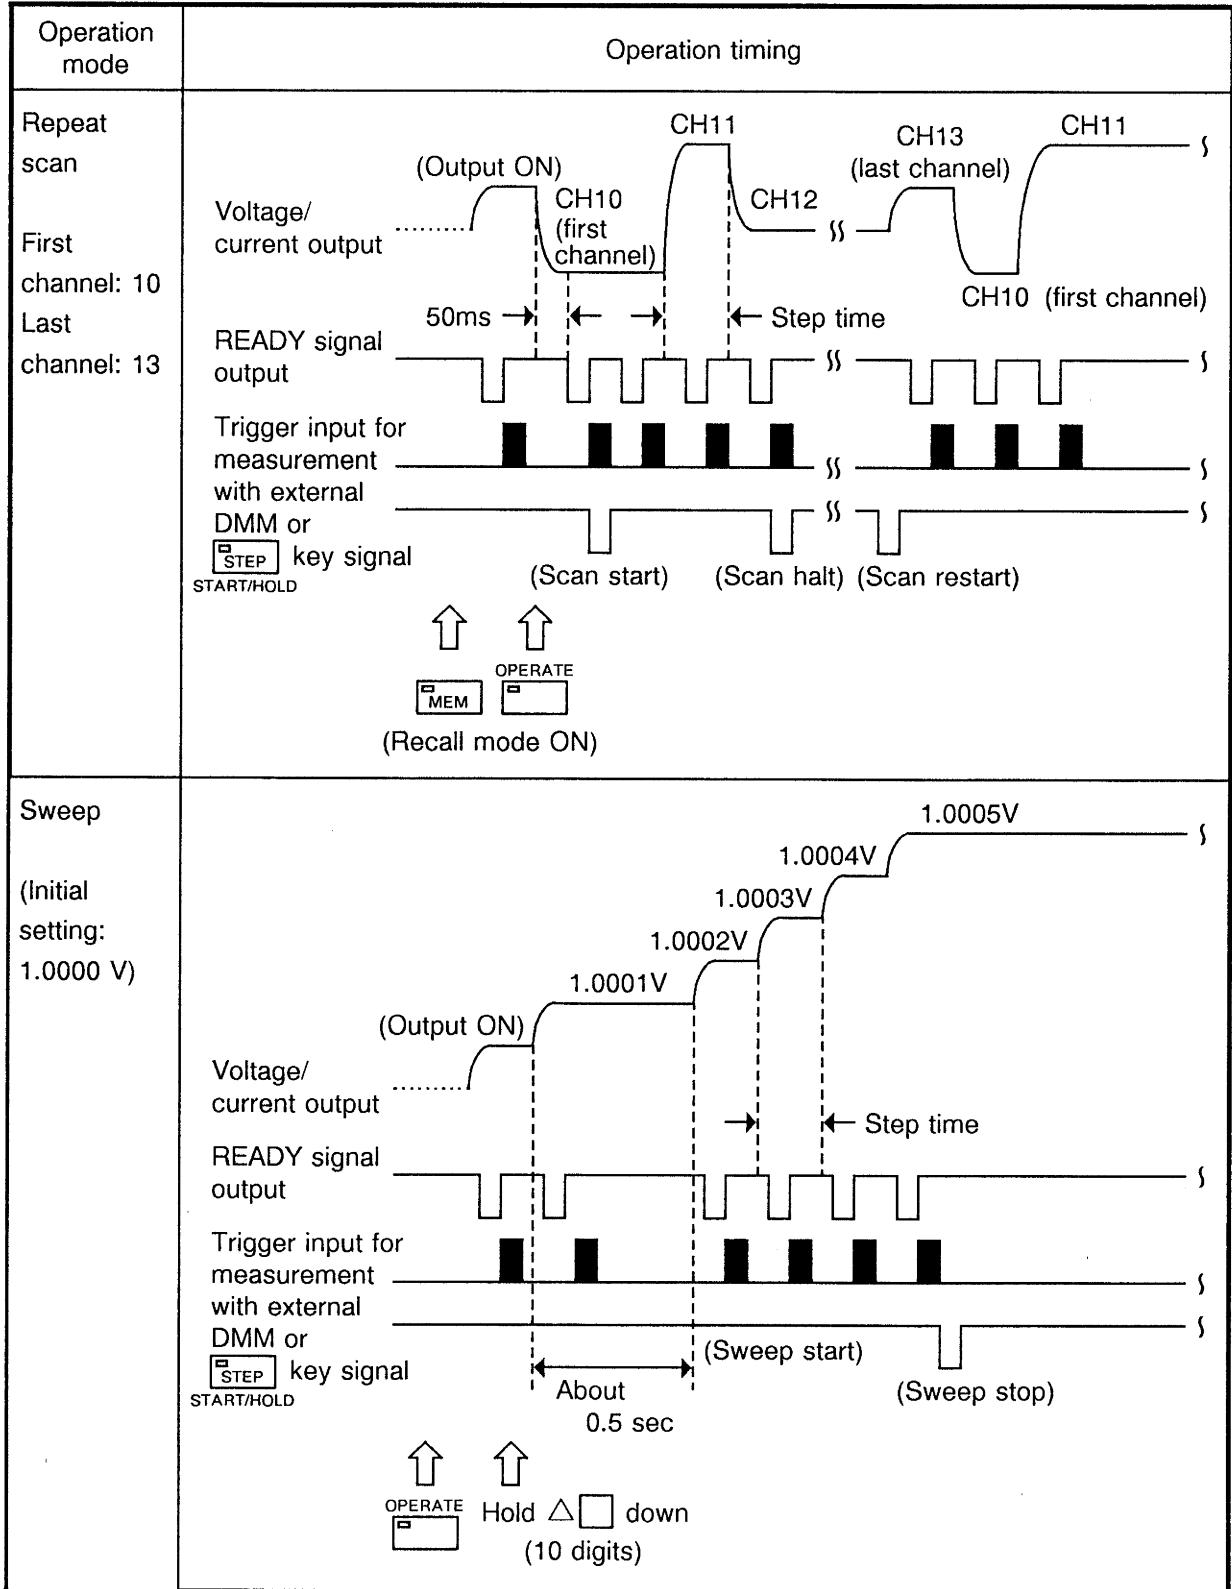 Operation
mode
Operation timing
Repeat
scan
First
channel: 10
Last
channel: 13
CH11
CH13
(last channel)
CH11
(Output ON)
CH10
(first
channel)
CH12
Voltage/
current output
CH10 (first channel)
50ms
Step time
READY signal
output
Trigger input for
measurement
with external
DMM or
STEP key signal
START/HOLD
(Scan start)
(Scan halt)
(Scan restart)
OPERATE
MEM
(Recall mode ON)
Sweep
(Initial
setting:
1.0000 V)
1.0005V
1.0004V
1.0003V
1.0002V
1.0001V
(Output ON)
Voltage/
current output
Step time
READY signal
output
Trigger input for
measurement
with external
DMM or
STEP key signal
START/HOLD
(Sweep start)
(Sweep stop)
About
0.5 sec
OPERATE
Hold △ □ down
(10 digits)